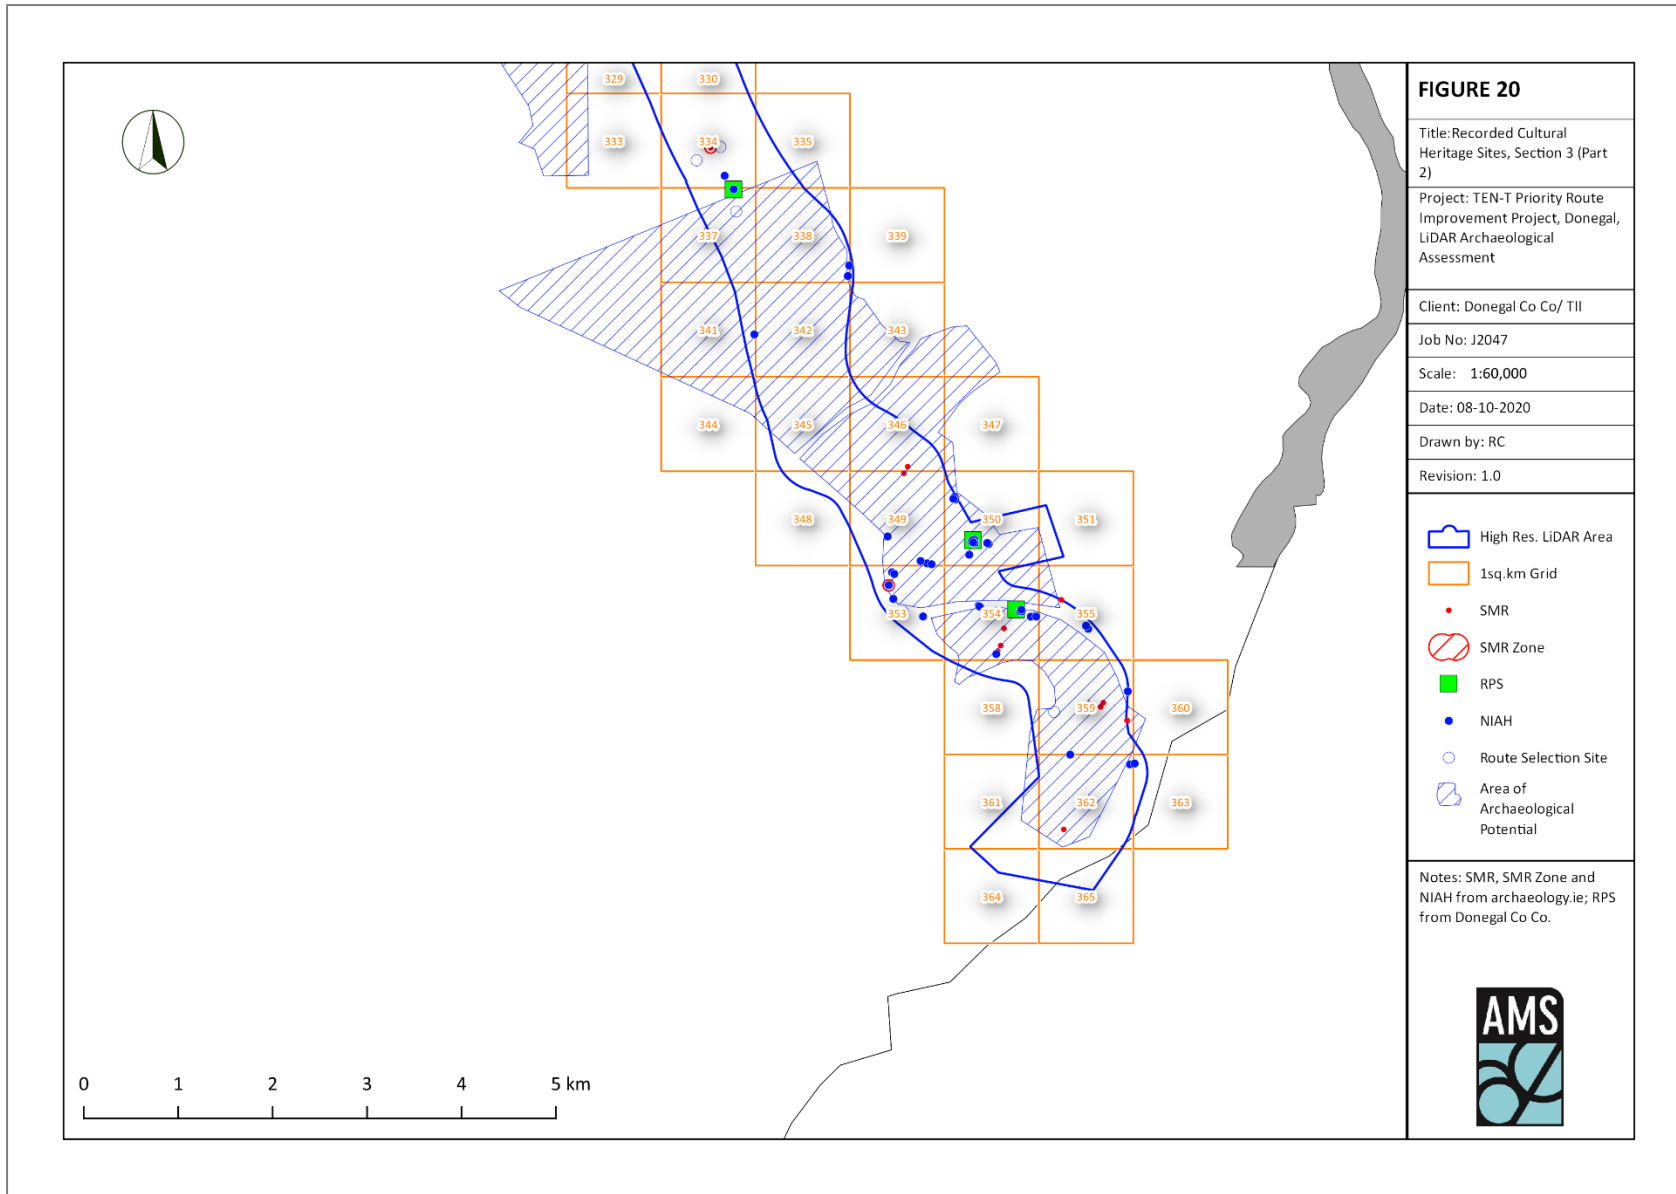 329 330
333 334 335
337 338 339
341 342 343
344 345 346 347
348 349 350 351
353 354 355
358 359 360
361 362 363
364 365
0 1 2 3 4 5 km
FIGURE 20
Title:Recorded Cultural
Heritage Sites, Section 3 (Part
2)
Project: TEN-T Priority Route
Improvement Project, Donegal,
LiDAR Archaeological
Assessment
Client: Donegal Co Co/ TII
Job No: J2047
Scale: 1:60,000
Date: 08-10-2020
Drawn by: RC
Revision: 1.0
High Res. LiDAR Area
1sq.km Grid
SMR
SMR Zone
RPS
NIAH
Route Selection Site
Area of
Archaeological
Potential
Notes: SMR, SMR Zone and
NIAH from archaeology.ie; RPS
from Donegal Co Co.
AMS